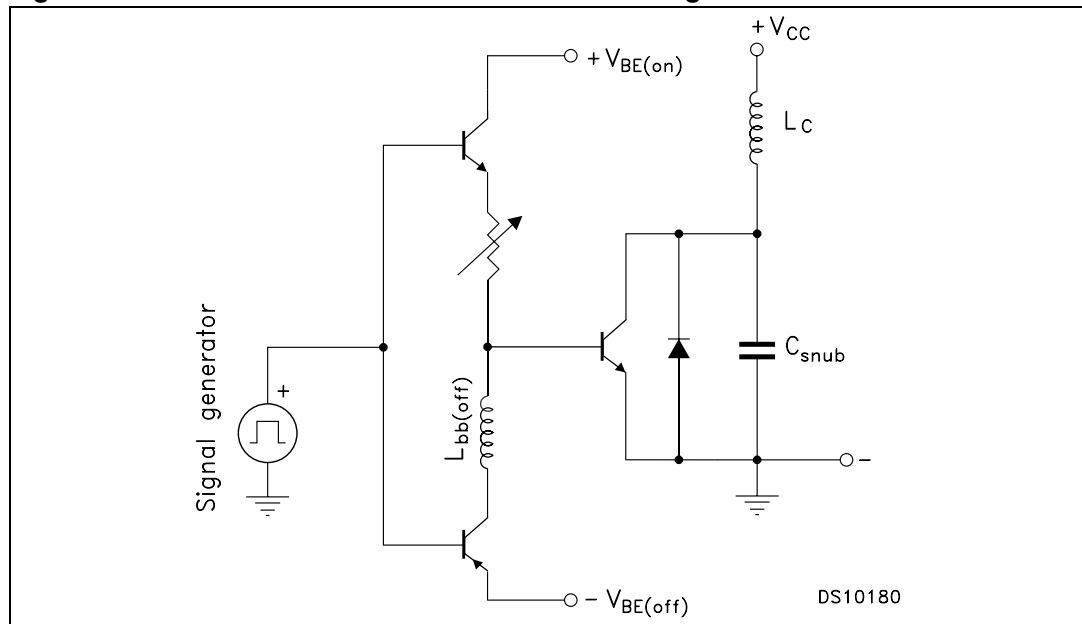 + V_BE(on)
+ V_CC
L_C
Signal generator
+
L_bb(off)
C_snub
-
- V_BE(off)
DS10180